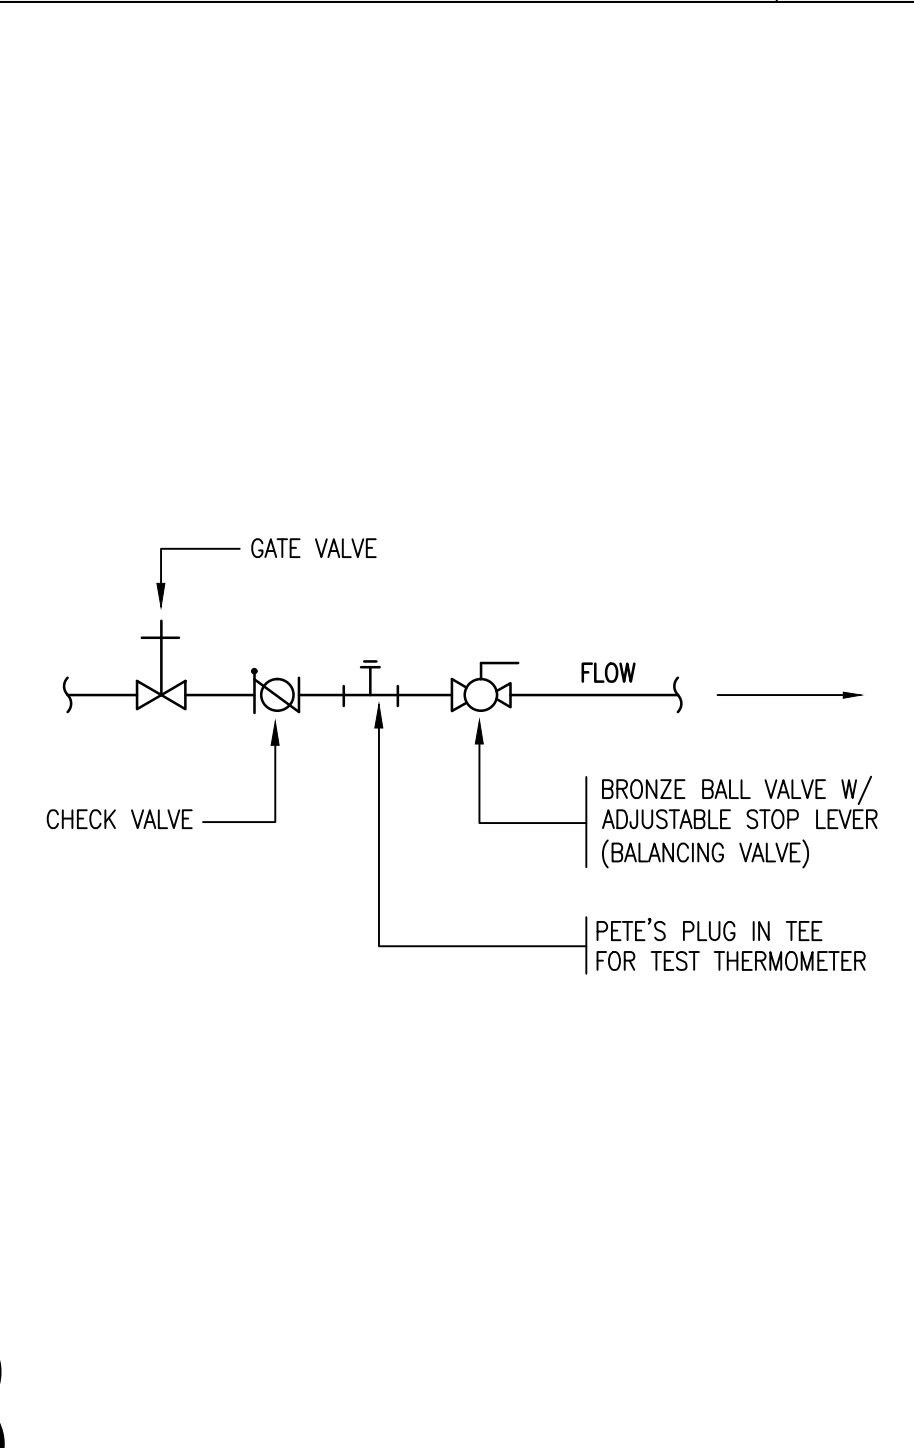 GATE VALVE
FLOW
CHECK VALVE
BRONZE BALL VALVE W/
ADJUSTABLE STOP LEVER
(BALANCING VALVE)
PETE'S PLUG IN TEE
FOR TEST THERMOMETER